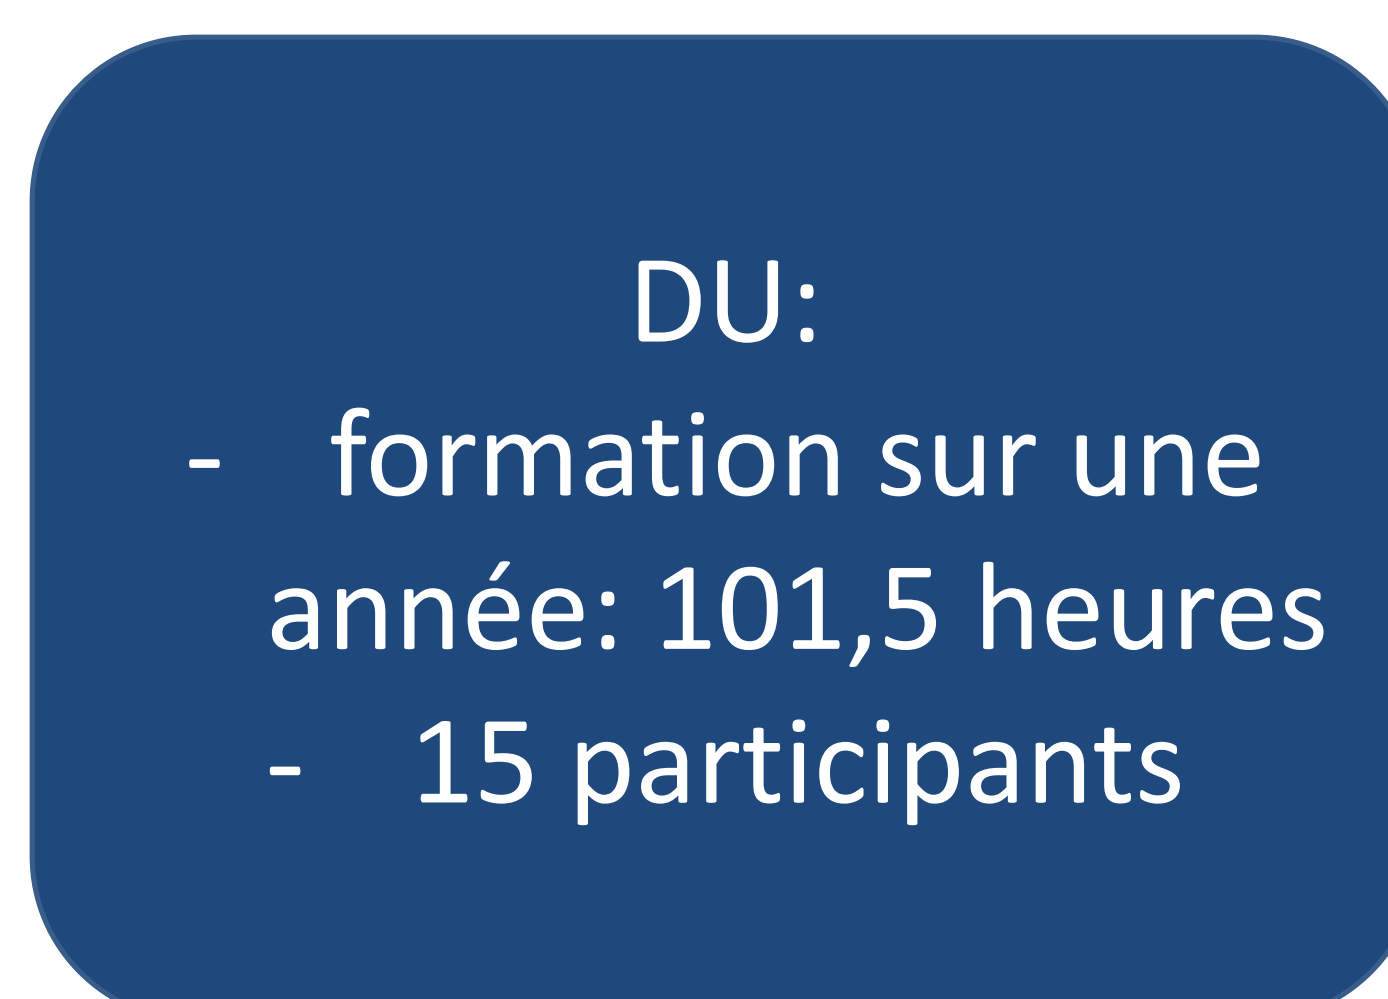 DU:
- formation sur une
année: 101,5 heures
- 15 participants